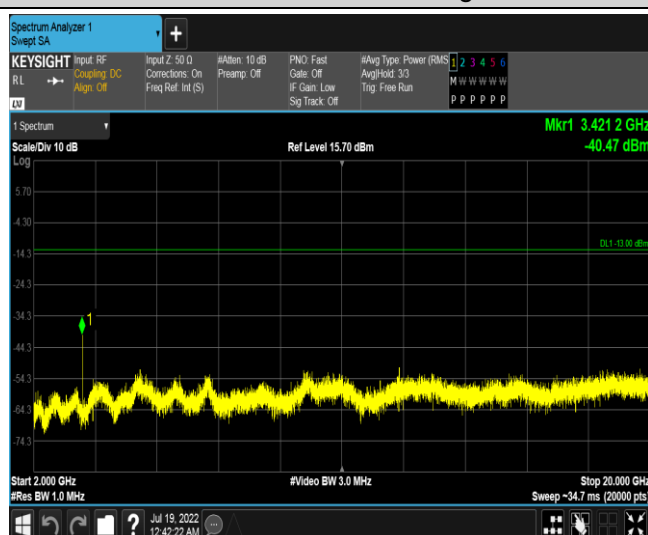 Spectrum Analyzer 1
Swept SA
+
KEYSIGHT Input: RF Input Z: 50 Ω #Atten: 10 dB PNO: Fast #Avg Type: Power (RMS 1 2 3 4 5 6
RL Coupling: DC Corrections: On Preamp: Off Gate: Off Avg|Hold: 3/3 M W W W W W
Align: Off Freq Ref: Int (S) IF Gain: Low Trig: Free Run
Sig Track: Off P P P P P P
1 Spectrum Mkr1 3.421 2 GHz
Scale/Div 10 dB Ref Level 15.70 dBm -40.47 dBm
Log
5.70
-4.30
DL1 -13.00 dBm
-14.3
-24.3
-34.3
1
-44.3
-54.3
-64.3
-74.3
Start 2.000 GHz #Video BW 3.0 MHz Stop 20.000 GHz
#Res BW 1.0 MHz Sweep ~34.7 ms (20000 pts)
? Jul 19, 2022
12:42:22 AM